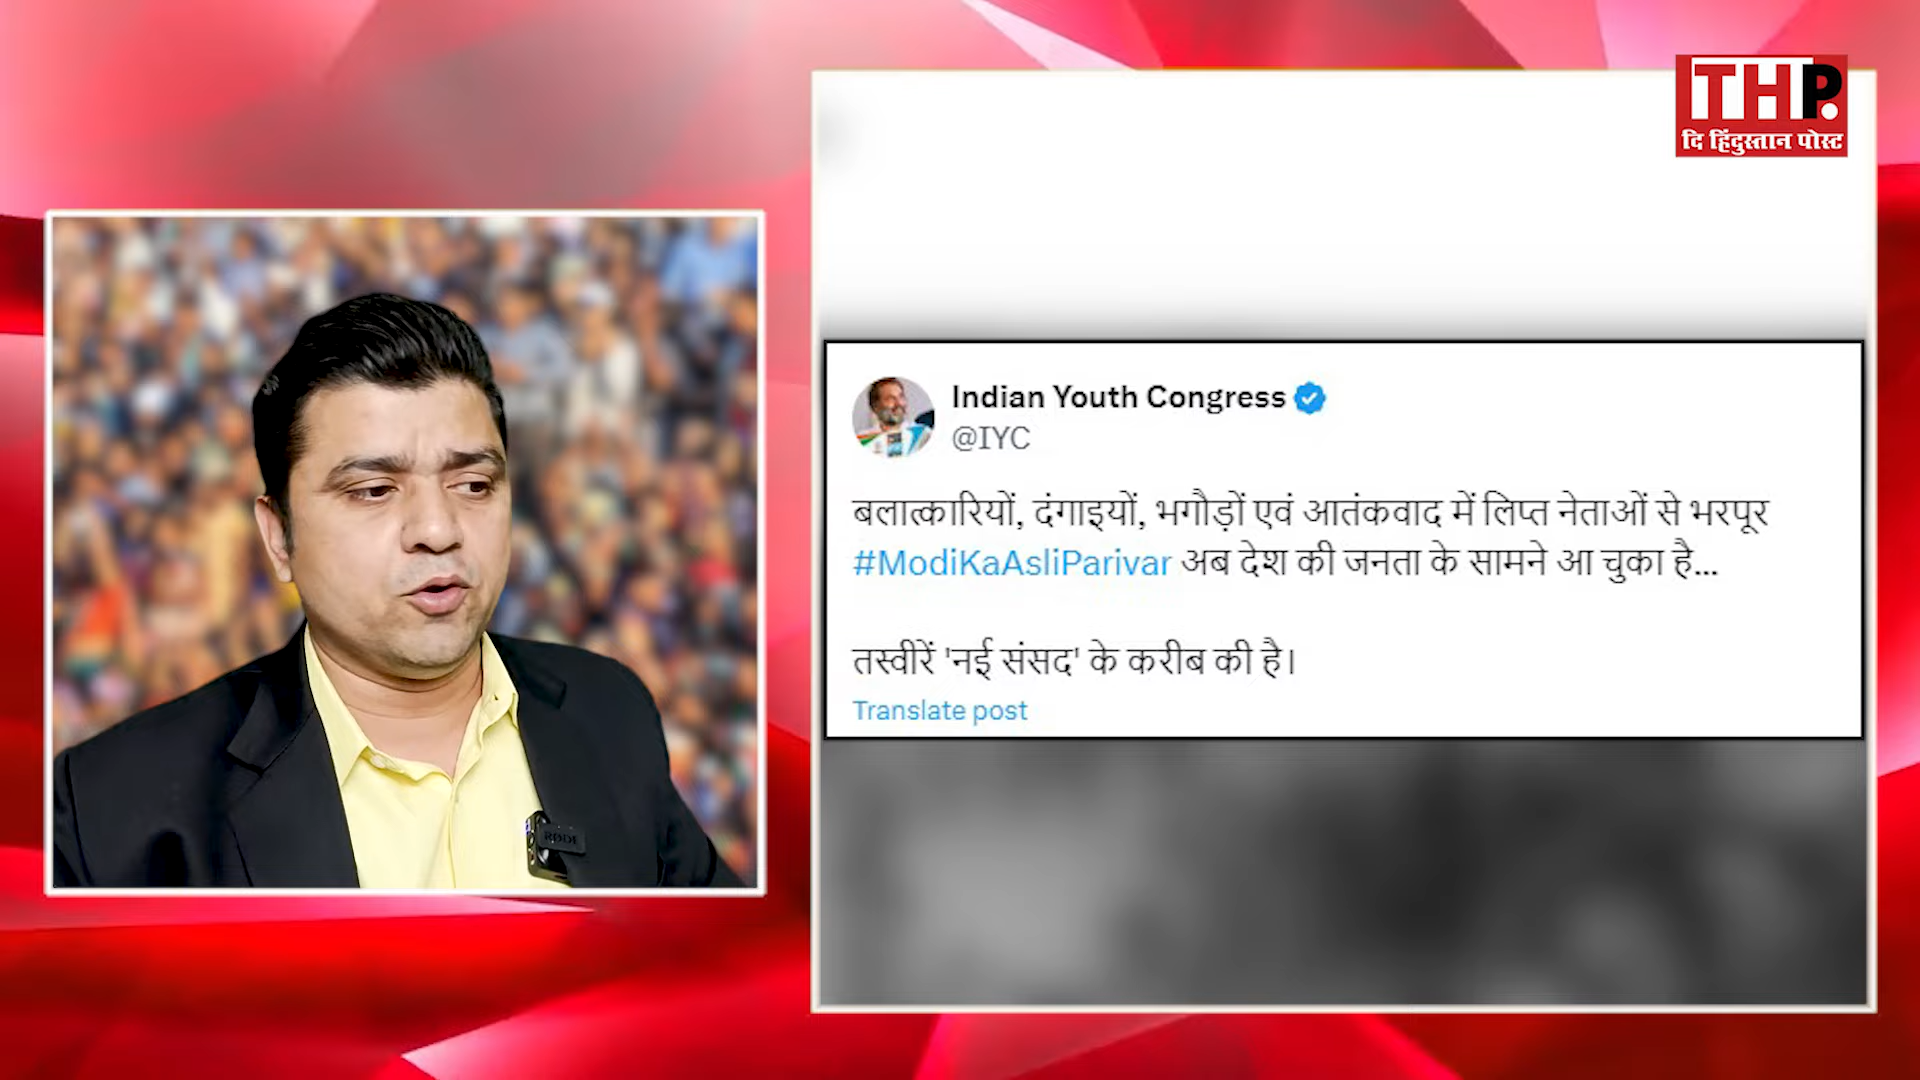 THP.
दि हिंदुस्तान पोस्ट
Indian Youth Congress
@IYC
बलात्कारियों, दंगाइयों, भगौड़ों एवं आतंकवाद में लिप्त नेताओं से भरपूर
#ModiKaAsliParivar अब देश की जनता के सामने आ चुका है...
तस्वीरें 'नई संसद' के करीब की है।
Translate post
RØDE